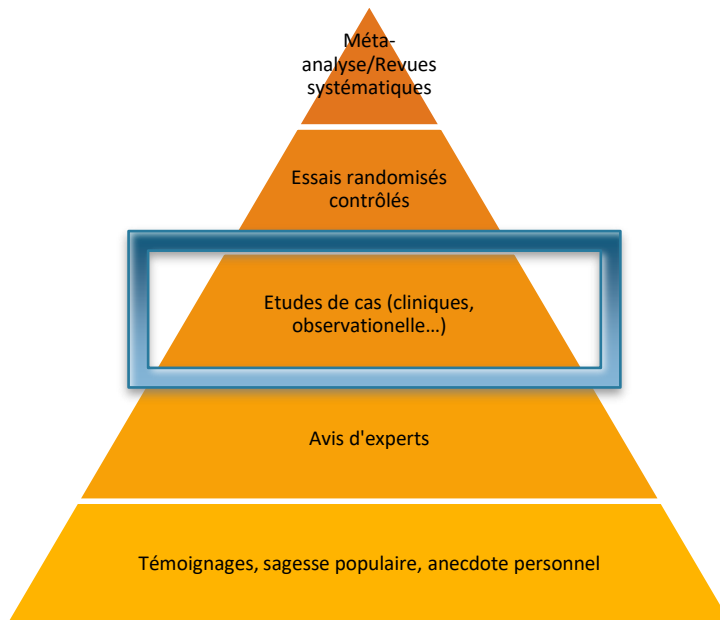 Méta-
analyse/Revues
systématiques
Essais randomisés
contrôlés
Etudes de cas (cliniques,
observationelle...)
Avis d'experts
Témoignages, sagesse populaire, anecdote personnel